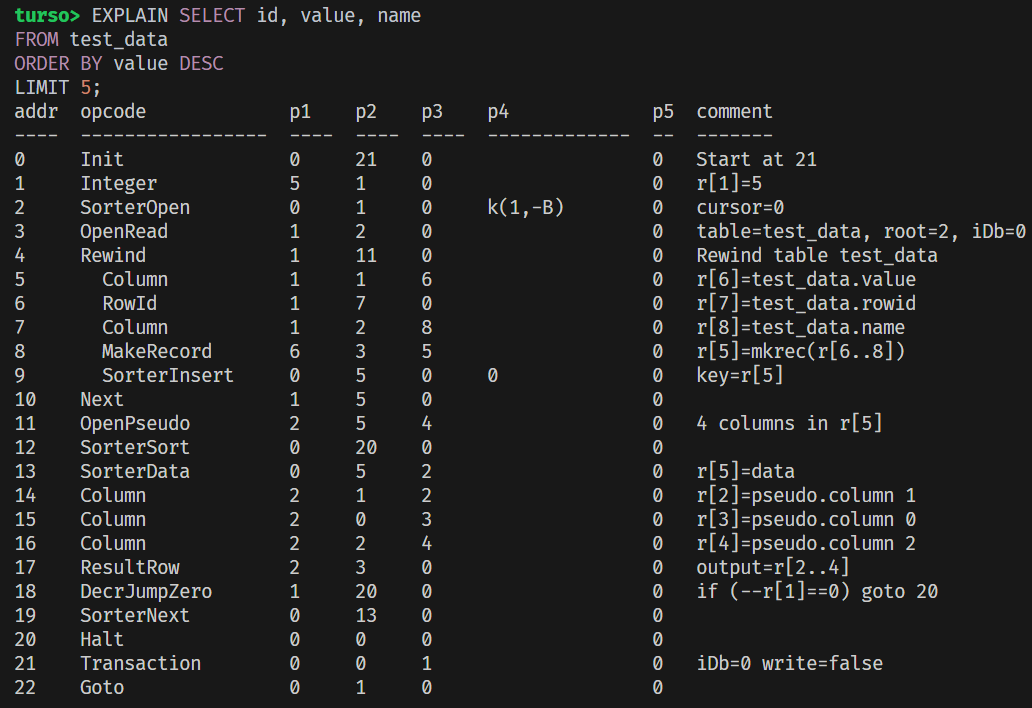 turso> EXPLAIN SELECT id, value, name
FROM test_data
ORDER BY value DESC
LIMIT 5;
addr  opcode             p1    p2    p3    p4             p5  comment
----  -----------------  ----  ----  ----  -------------  --  -------
0     Init               0     21    0                    0   Start at 21
1     Integer            5     1     0                    0   r[1]=5
2     SorterOpen         0     1     0     k(1,-B)        0   cursor=0
3     OpenRead           1     2     0                    0   table=test_data, root=2, iDb=0
4     Rewind             1     11    0                    0   Rewind table test_data
5       Column           1     1     6                    0   r[6]=test_data.value
6       RowId            1     7     0                    0   r[7]=test_data.rowid
7       Column           1     2     8                    0   r[8]=test_data.name
8       MakeRecord       6     3     5                    0   r[5]=mkrec(r[6..8])
9       SorterInsert     0     5     0     0              0   key=r[5]
10    Next               1     5     0                    0
11    OpenPseudo         2     5     4                    0   4 columns in r[5]
12    SorterSort         0     20    0                    0
13    SorterData         0     5     2                    0   r[5]=data
14    Column             2     1     2                    0   r[2]=pseudo.column 1
15    Column             2     0     3                    0   r[3]=pseudo.column 0
16    Column             2     2     4                    0   r[4]=pseudo.column 2
17    ResultRow          2     3     0                    0   output=r[2..4]
18    DecrJumpZero       1     20    0                    0   if (--r[1]==0) goto 20
19    SorterNext         0     13    0                    0
20    Halt               0     0     0                    0
21    Transaction        0     0     1                    0   iDb=0 write=false
22    Goto               0     1     0                    0